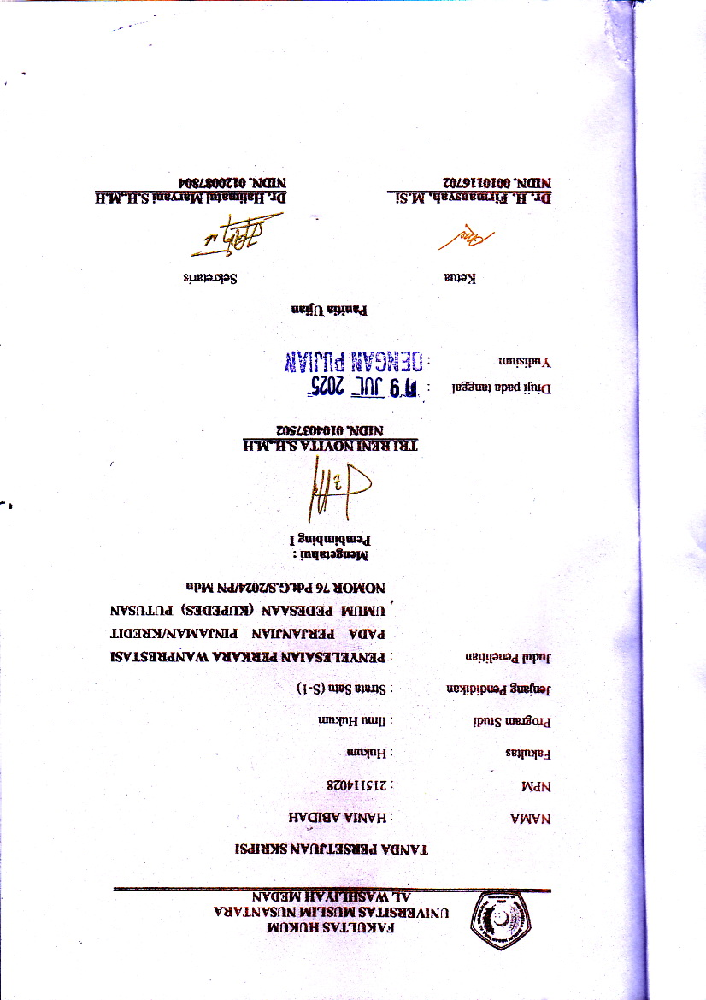 FAKULTAS HUKUM
UNIVERSITAS MUSLIM NUSANTARA
AL WASHLIYAH MEDAN
TANDA PERSETJUAN SKRIPSI
NAMA : HANIA ABIDAH
NPM : 215114028
Fakultas : Hukum
Program Studi : Ilmu Hukum
Jenjang Pendidikan : Strata Satu (S-1)
Judul Penelitian : PENYELESAIAN PERKARA WANPRESTASI
PADA PERJANJIAN PINJAMAN/KREDIT
UMUM PEDESAAN (KUPEDES) PUTUSAN
NOMOR 76 Pdt.G.S/2024/PN Mdn
Mengetahui :
Pembimbing I
TRI RENI NOVITA S.H.,M.H
NIDN. 0104037502
Diuji pada tanggal : 19 JUL 2025
Yudisium : DENGAN PUJIAN
Panitia Ujian
Ketua Sekretaris
Dr. H. Firmansyah, M.Si Dr. Halimatul Maryani S.H.,M.H
NIDN. 0010116702 NIDN. 0120087804